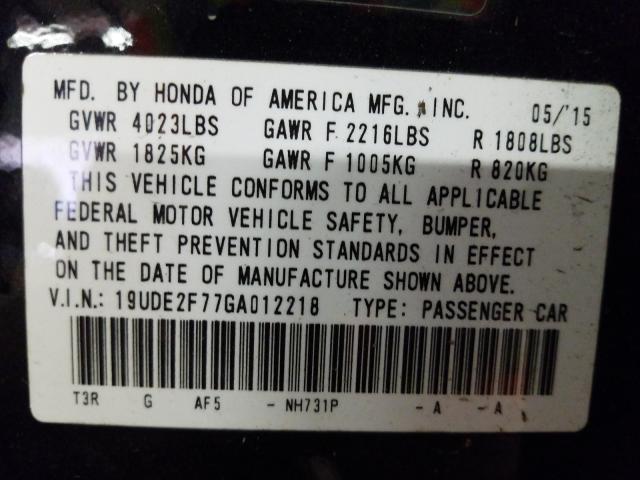 MFD. BY HONDA OF AMERICA MFG., INC. 05/'15
GVWR 4023LBS GAWR F 2216LBS R 1808LBS
GVWR 1825KG GAWR F 1005KG R 820KG
THIS VEHICLE CONFORMS TO ALL APPLICABLE
FEDERAL MOTOR VEHICLE SAFETY, BUMPER,
AND THEFT PREVENTION STANDARDS IN EFFECT
ON THE DATE OF MANUFACTURE SHOWN ABOVE.
V.I.N.: 19UDE2F77GA012218 TYPE: PASSENGER CAR
T3R G AF5 - NH731P - A - A